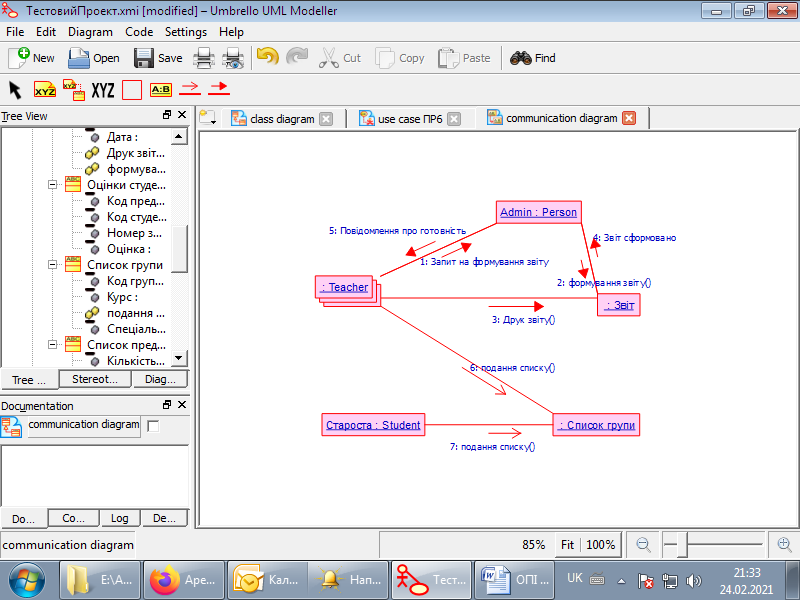 ТестовийПроект.xmi [modified] – Umbrello UML Modeller
File Edit Diagram Code Settings Help
New Open Save Cut Copy Paste Find
XYZ XYZ A:B
Tree View
class diagram use case ПР6 communication diagram
Дата :
Друк звіт...
формува...
Оцінки студе...
Код пред...
Код студе...
Номер з...
Оцінка :
Список групи
Код груп...
Курс :
подання ...
Спеціаль...
Список пред...
Кількість...
Tree ... Stereot... Diag...
Documentation
communication diagram
Do... Co... Log De...
Admin : Person
5: Повідомлення про готовність
4: Звіт сформовано
1: Запит на формування звіту
: Teacher
2: формування звіту()
: Звіт
3: Друк звіту()
6: подання списку()
Староста : Student
: Список групи
7: подання списку()
communication diagram
85% Fit 100%
E:\A... Аре... Кал... Нап... Тест... ОПІ ...
UK
21:33
24.02.2021